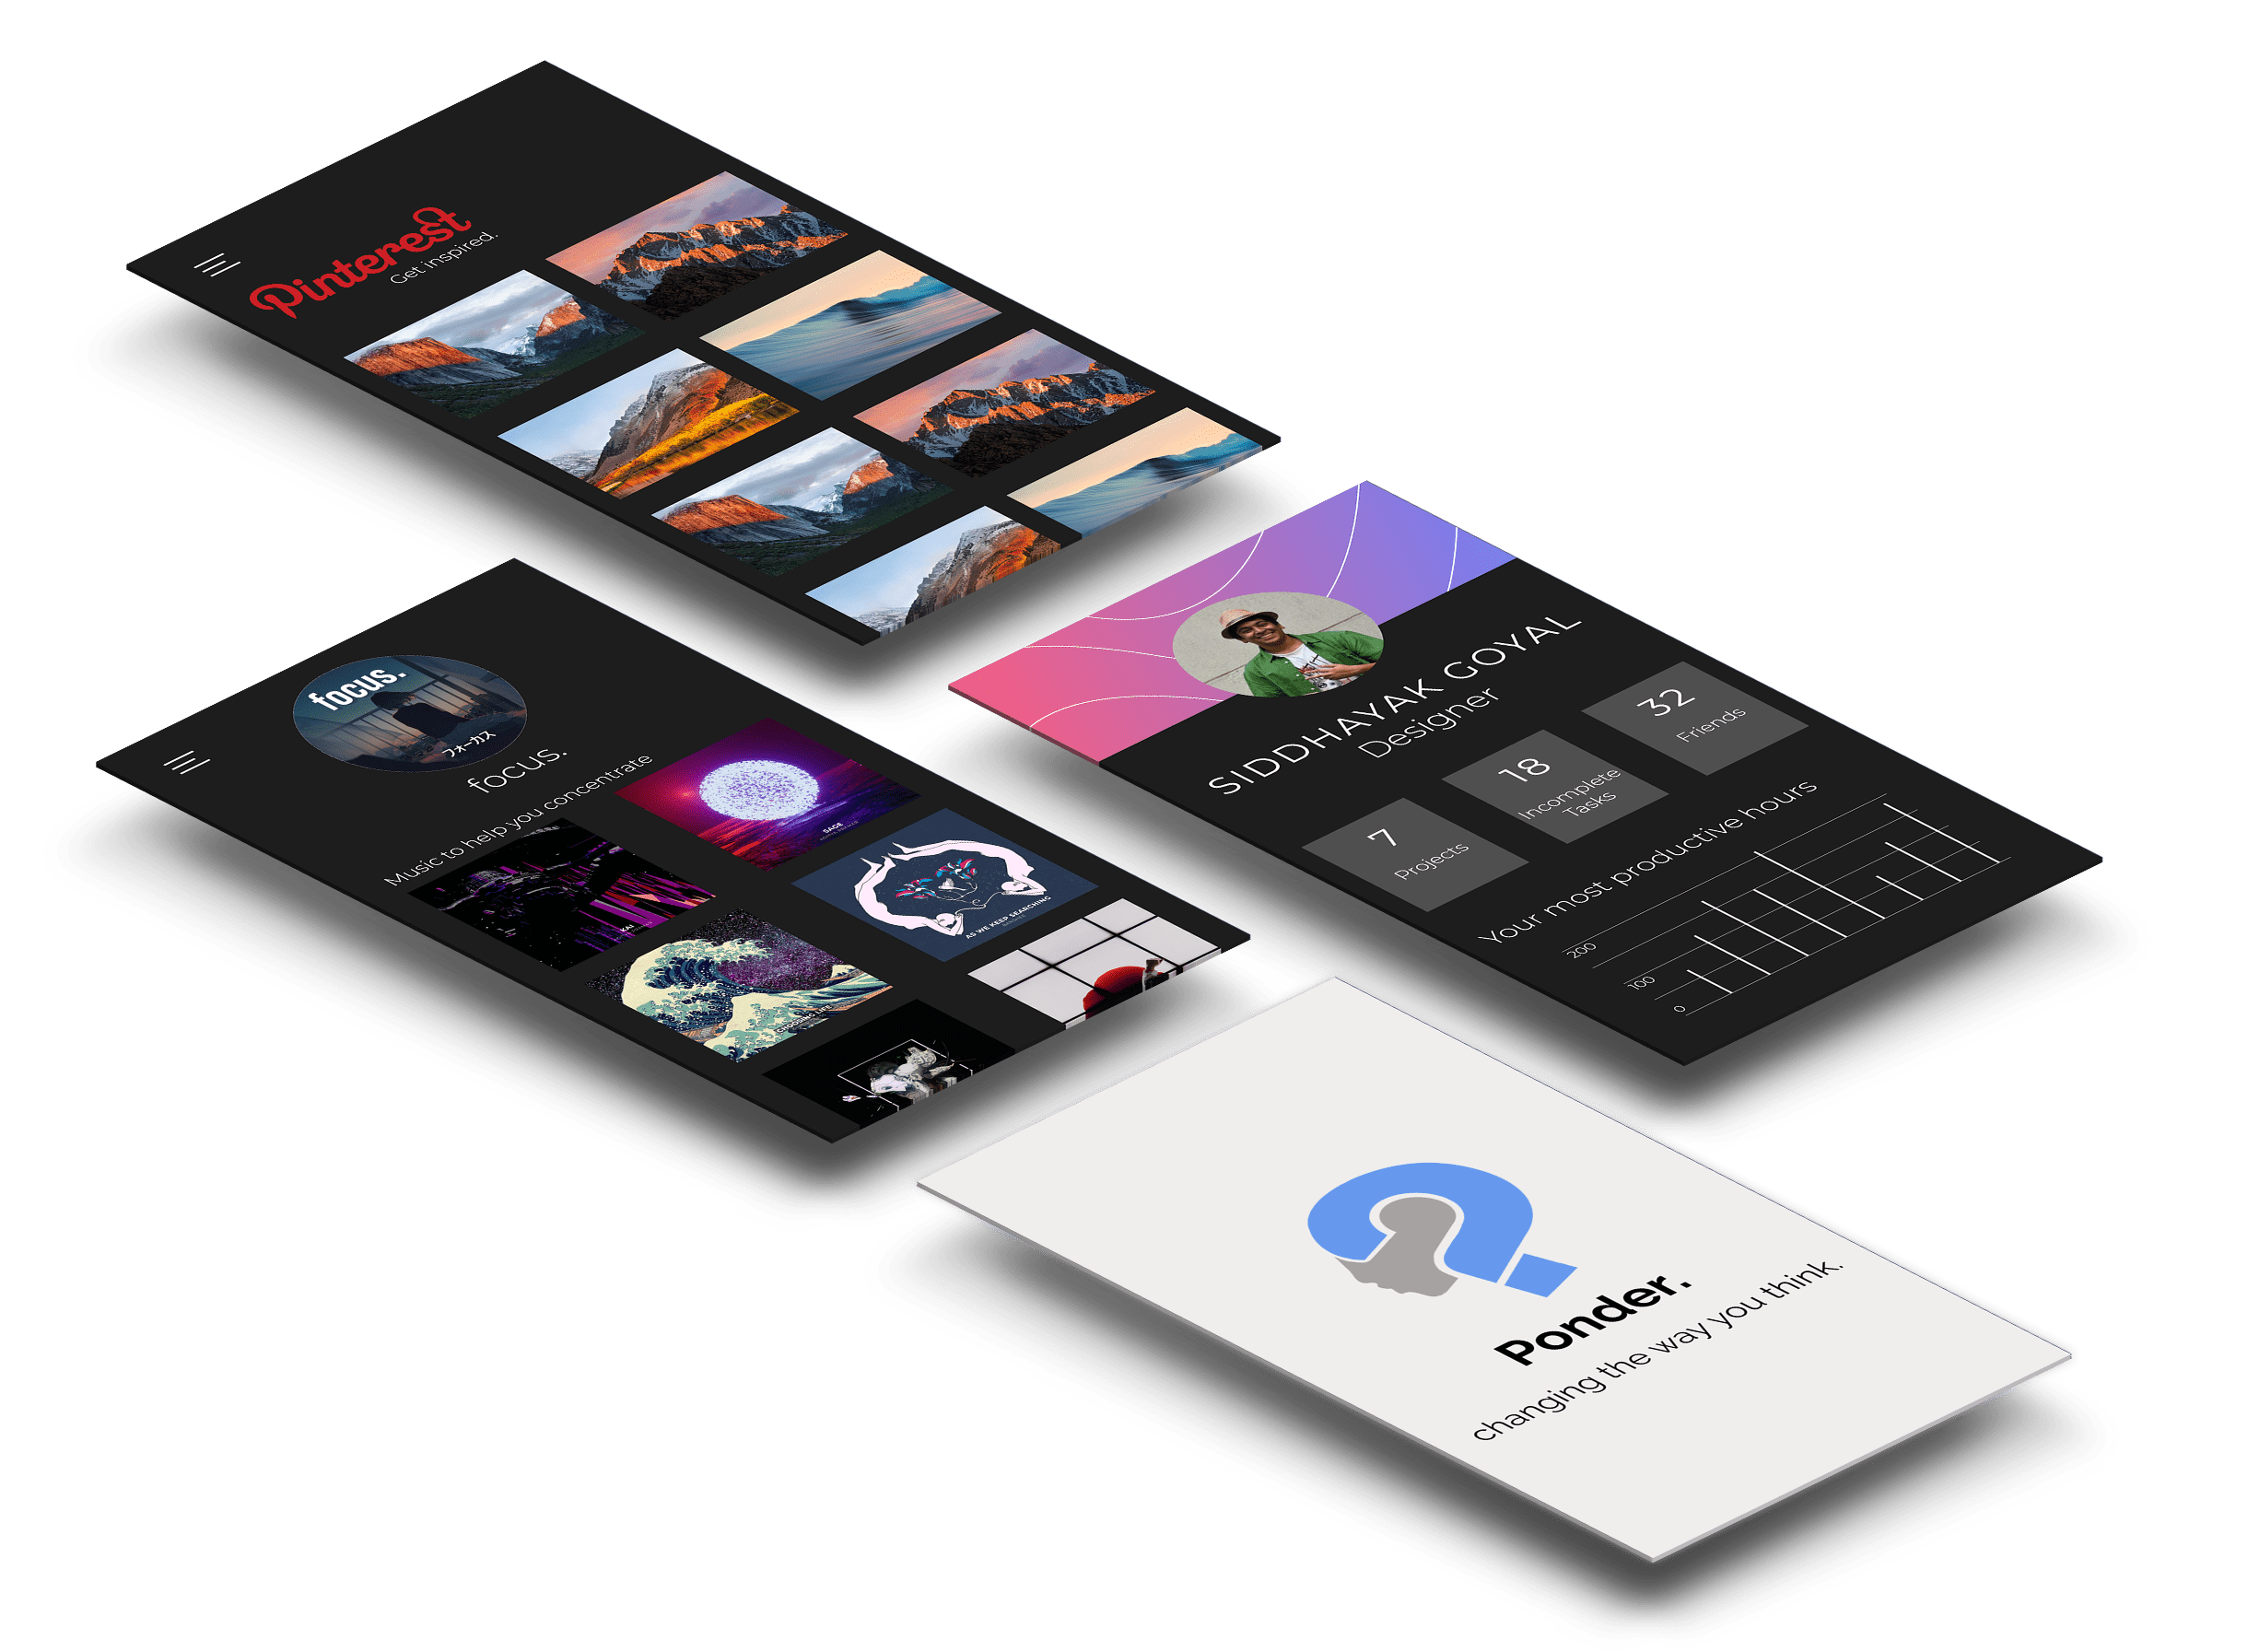 Pinterest
Get inspired.
focus.
フォーカス
focus.
Music to help you concentrate
KAI
SAGE
AS WE KEEP SEARCHING
SIDDHAYAK GOYAL
Designer
7
Projects
18
Incomplete
Tasks
32
Friends
Your most productive hours
200
100
0
Ponder.
changing the way you think.